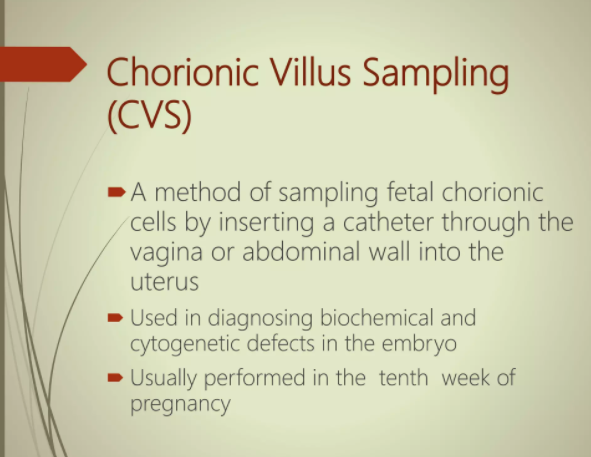 Chorionic Villus Sampling
(CVS)
A method of sampling fetal chorionic
cells by inserting a catheter through the
vagina or abdominal wall into the
uterus
Used in diagnosing biochemical and
cytogenetic defects in the embryo
Usually performed in the  tenth  week of
pregnancy